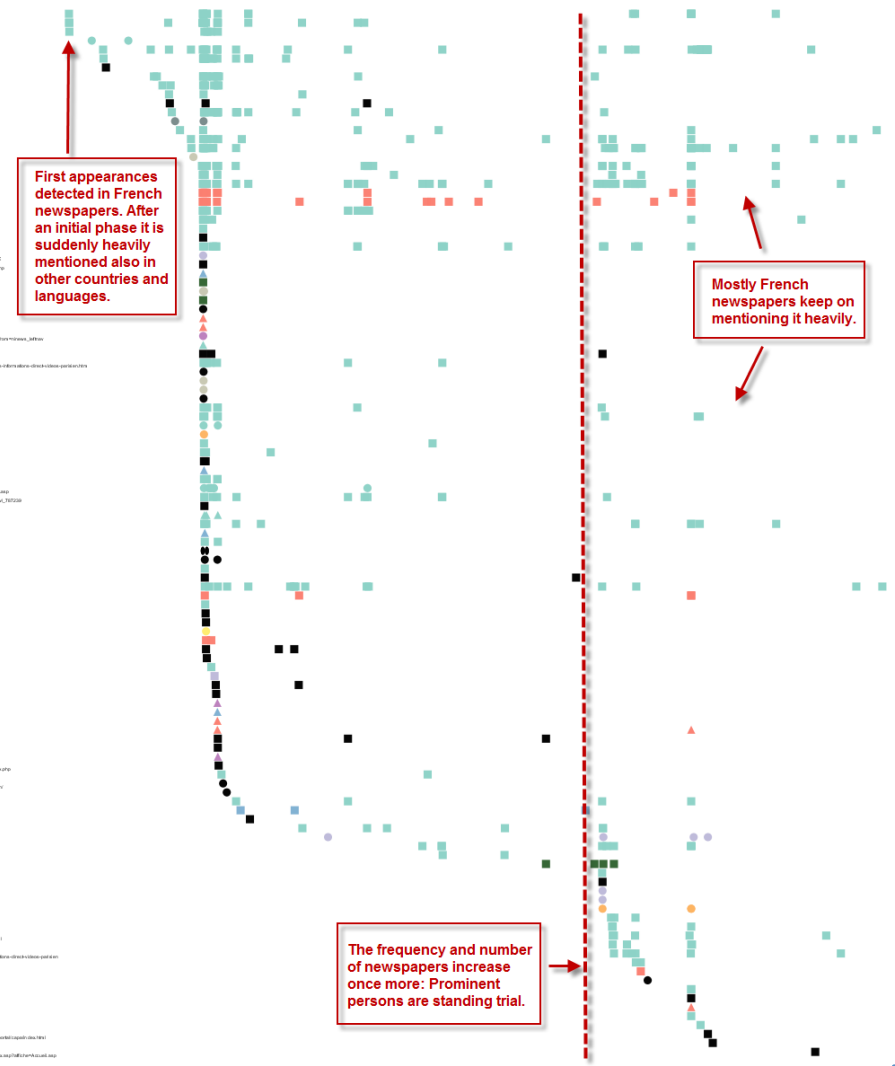 First appearances
detected in French
newspapers. After
an initial phase it is
suddenly heavily
mentioned also in
other countries and
languages.
Mostly French
newspapers keep on
mentioning it heavily.
The frequency and number
of newspapers increase
once more: Prominent
persons are standing trial.